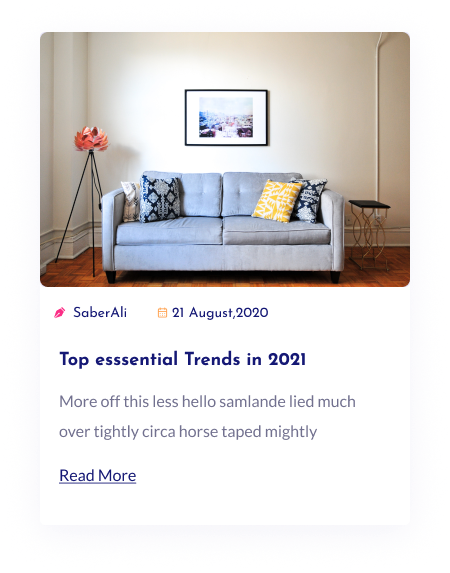 SaberAli 21 August,2020
Top esssential Trends in 2021
More off this less hello samlande lied much
over tightly circa horse taped mightly
Read More